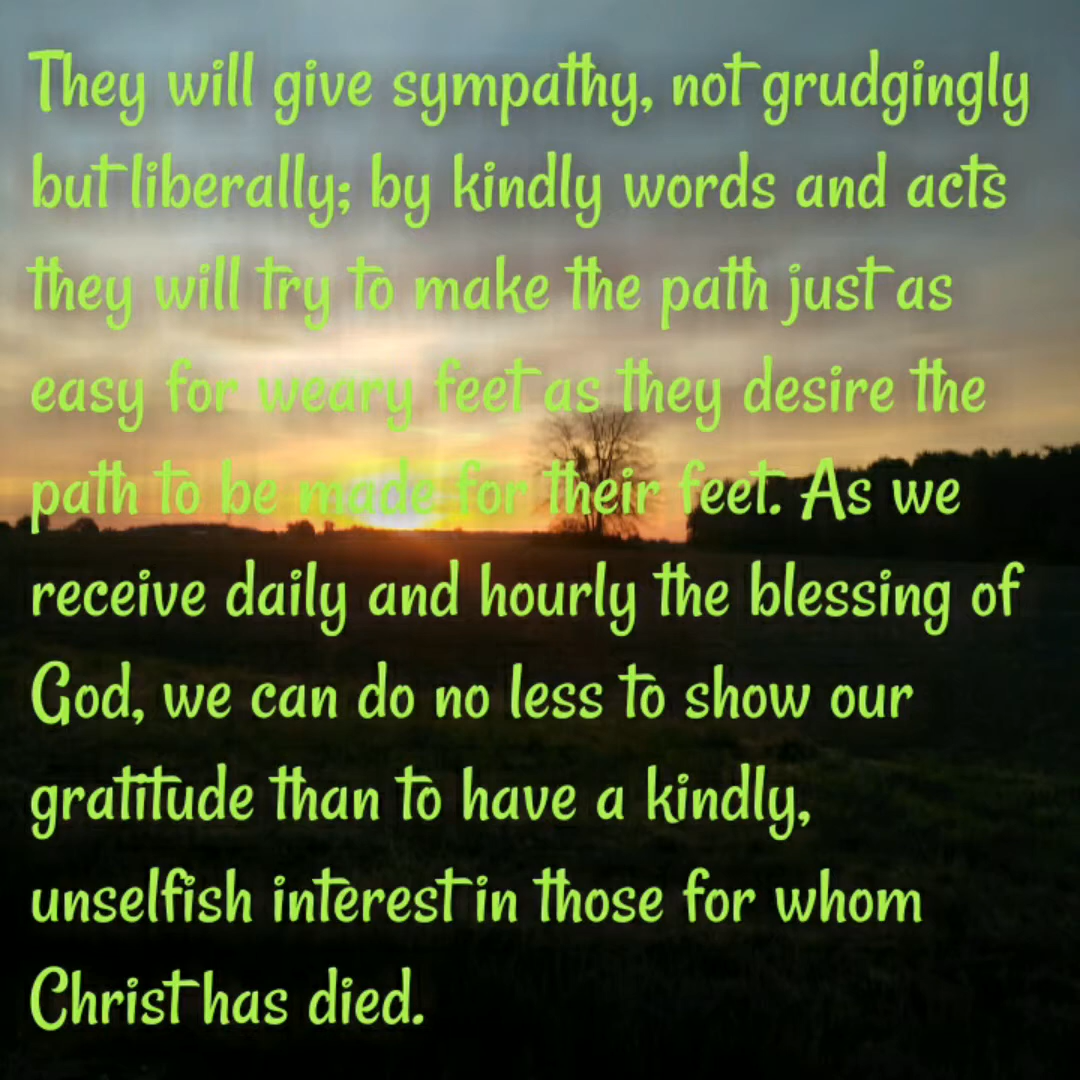 They will give sympathy, not grudgingly
but liberally; by kindly words and acts
they will try to make the path just as
easy for weary feet as they desire the
path to be made for their feet. As we
receive daily and hourly the blessing of
God, we can do no less to show our
gratitude than to have a kindly,
unselfish interest in those for whom
Christ has died.